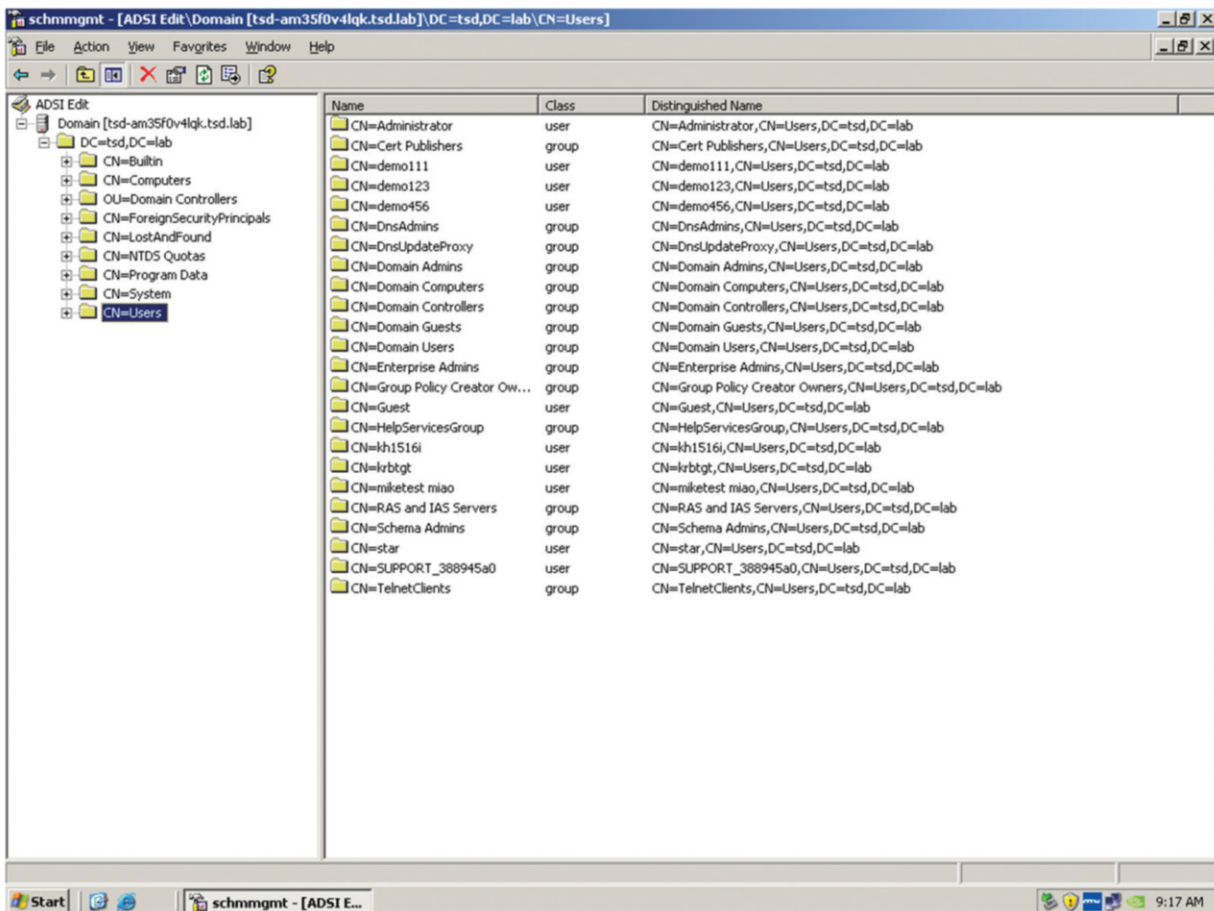 schmmgmt - [ADSI Edit\Domain [tsd-am35f0v4lqk.tsd.lab]\DC=tsd,DC=lab\CN=Users]
File Action View Favorites Window Help
ADSI Edit
Domain [tsd-am35f0v4lqk.tsd.lab]
DC=tsd,DC=lab
CN=Builtin
CN=Computers
OU=Domain Controllers
CN=ForeignSecurityPrincipals
CN=LostAndFound
CN=NTDS Quotas
CN=Program Data
CN=System
CN=Users
Name Class Distinguished Name
CN=Administrator user CN=Administrator,CN=Users,DC=tsd,DC=lab
CN=Cert Publishers group CN=Cert Publishers,CN=Users,DC=tsd,DC=lab
CN=demo111 user CN=demo111,CN=Users,DC=tsd,DC=lab
CN=demo123 user CN=demo123,CN=Users,DC=tsd,DC=lab
CN=demo456 user CN=demo456,CN=Users,DC=tsd,DC=lab
CN=DnsAdmins group CN=DnsAdmins,CN=Users,DC=tsd,DC=lab
CN=DnsUpdateProxy group CN=DnsUpdateProxy,CN=Users,DC=tsd,DC=lab
CN=Domain Admins group CN=Domain Admins,CN=Users,DC=tsd,DC=lab
CN=Domain Computers group CN=Domain Computers,CN=Users,DC=tsd,DC=lab
CN=Domain Controllers group CN=Domain Controllers,CN=Users,DC=tsd,DC=lab
CN=Domain Guests group CN=Domain Guests,CN=Users,DC=tsd,DC=lab
CN=Domain Users group CN=Domain Users,CN=Users,DC=tsd,DC=lab
CN=Enterprise Admins group CN=Enterprise Admins,CN=Users,DC=tsd,DC=lab
CN=Group Policy Creator Ow... group CN=Group Policy Creator Owners,CN=Users,DC=tsd,DC=lab
CN=Guest user CN=Guest,CN=Users,DC=tsd,DC=lab
CN=HelpServicesGroup group CN=HelpServicesGroup,CN=Users,DC=tsd,DC=lab
CN=kh1516i user CN=kh1516i,CN=Users,DC=tsd,DC=lab
CN=krbtgt user CN=krbtgt,CN=Users,DC=tsd,DC=lab
CN=miketest miao user CN=miketest miao,CN=Users,DC=tsd,DC=lab
CN=RAS and IAS Servers group CN=RAS and IAS Servers,CN=Users,DC=tsd,DC=lab
CN=Schema Admins group CN=Schema Admins,CN=Users,DC=tsd,DC=lab
CN=star user CN=star,CN=Users,DC=tsd,DC=lab
CN=SUPPORT_388945a0 user CN=SUPPORT_388945a0,CN=Users,DC=tsd,DC=lab
CN=TelnetClients group CN=TelnetClients,CN=Users,DC=tsd,DC=lab
Start schmmgmt - [ADSI E... 9:17 AM